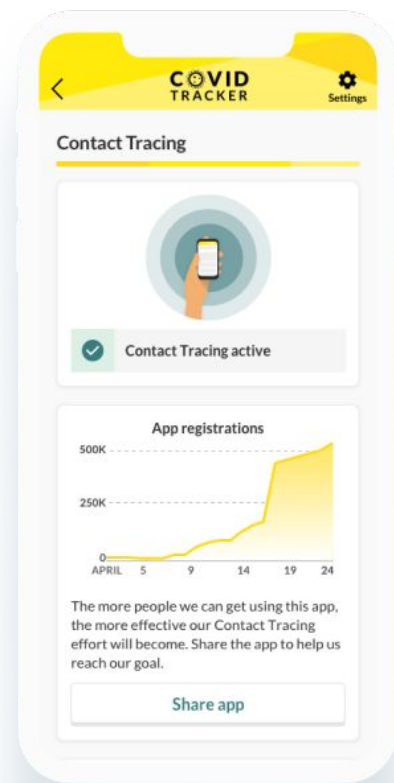 COVID
TRACKER
Settings
Contact Tracing
Contact Tracing active
App registrations
500K
250K
0
APRIL 5 9 14 19 24
The more people we can get using this app,
the more effective our Contact Tracing
effort will become. Share the app to help us
reach our goal.
Share app